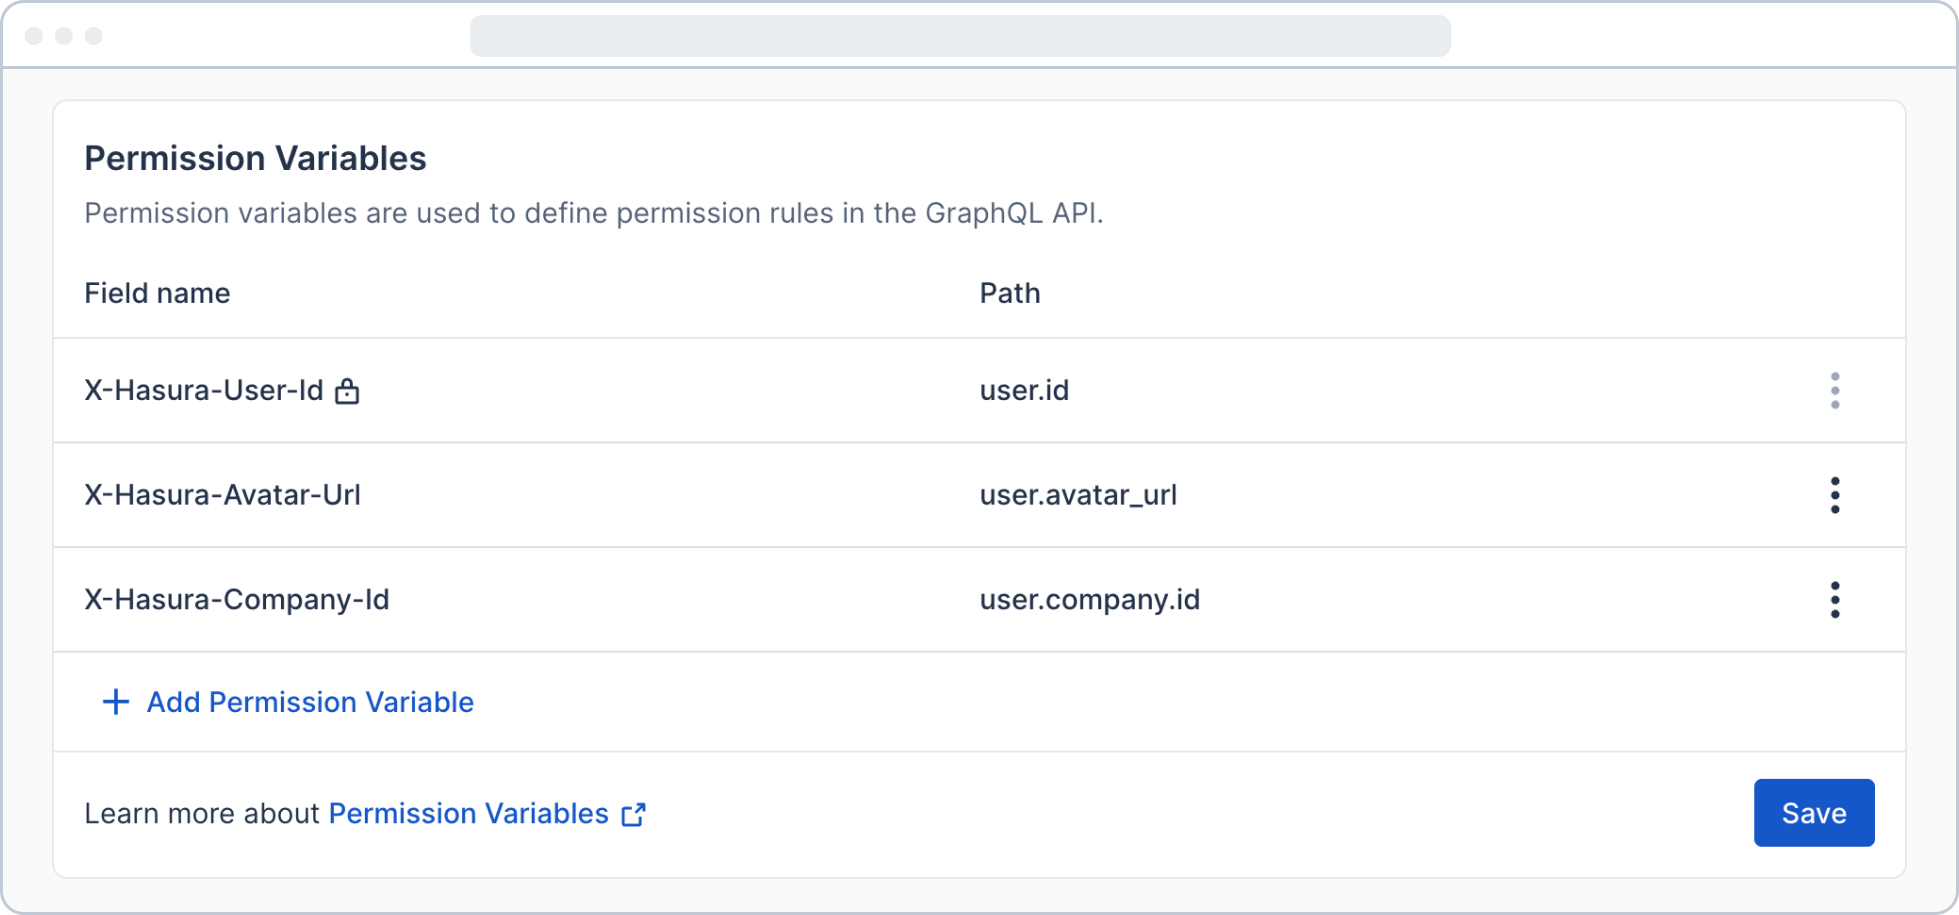 Permission Variables
Permission variables are used to define permission rules in the GraphQL API.
Field name Path
X-Hasura-User-Id user.id
X-Hasura-Avatar-Url user.avatar_url
X-Hasura-Company-Id user.company.id
Add Permission Variable
Learn more about Permission Variables Save